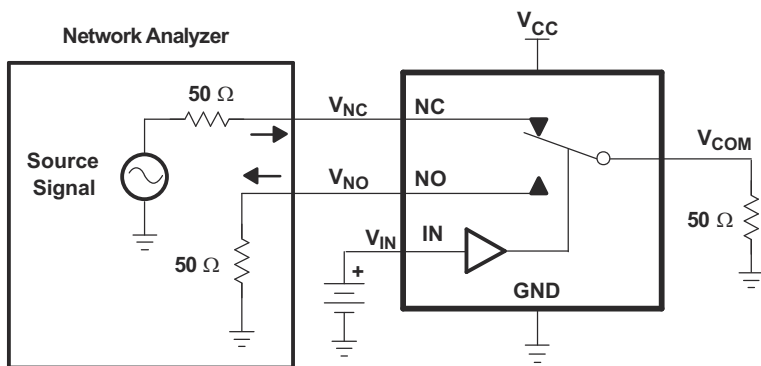 Network Analyzer
V_CC
50 Ω
V_NC
NC
Source
Signal
V_COM
V_NO
NO
50 Ω
50 Ω
V_IN
IN
+
GND